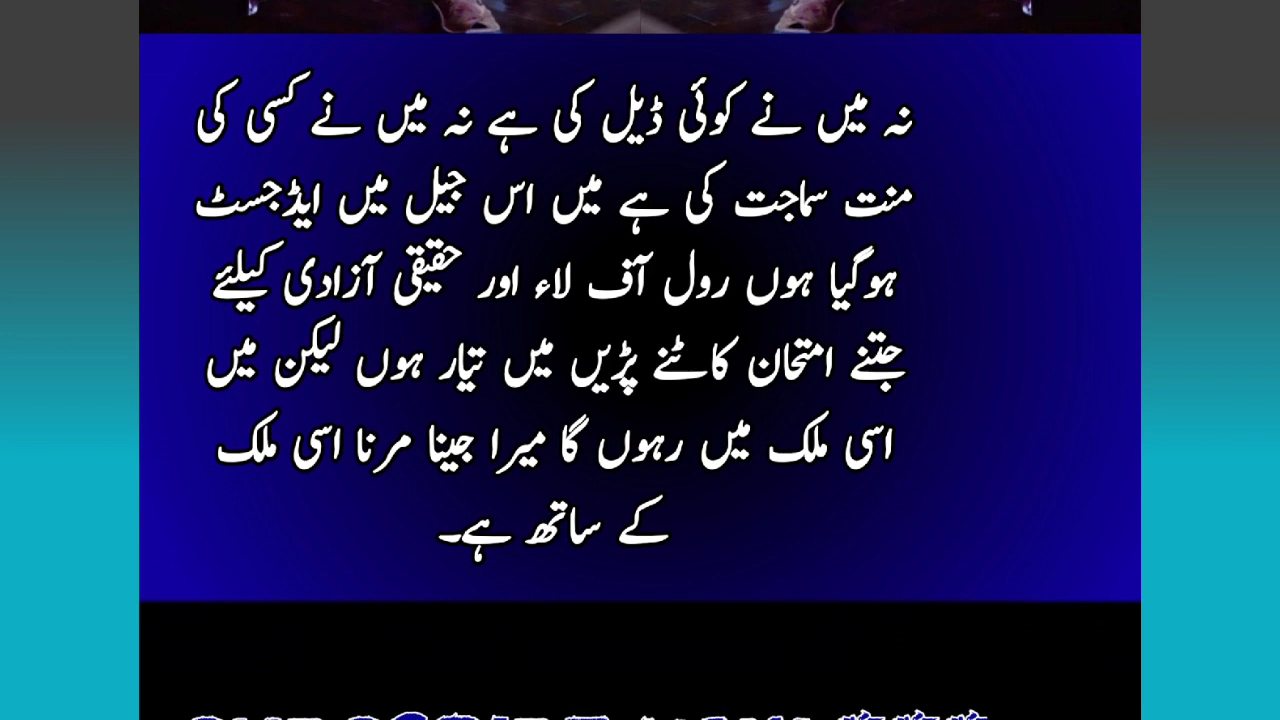 نہ میں نے کوئی ڈیل کی ہے نہ میں نے کسی کی
منت سماجت کی ہے میں اس جیل میں ایڈجسٹ
ہوگیا ہوں رول آف لاء اور حقیقی آزادی کیلئے
جتنے امتحان کاٹنے پڑیں میں تیار ہوں لیکن میں
اسی ملک میں رہوں گا میرا جینا مرنا اسی ملک
کے ساتھ ہے۔